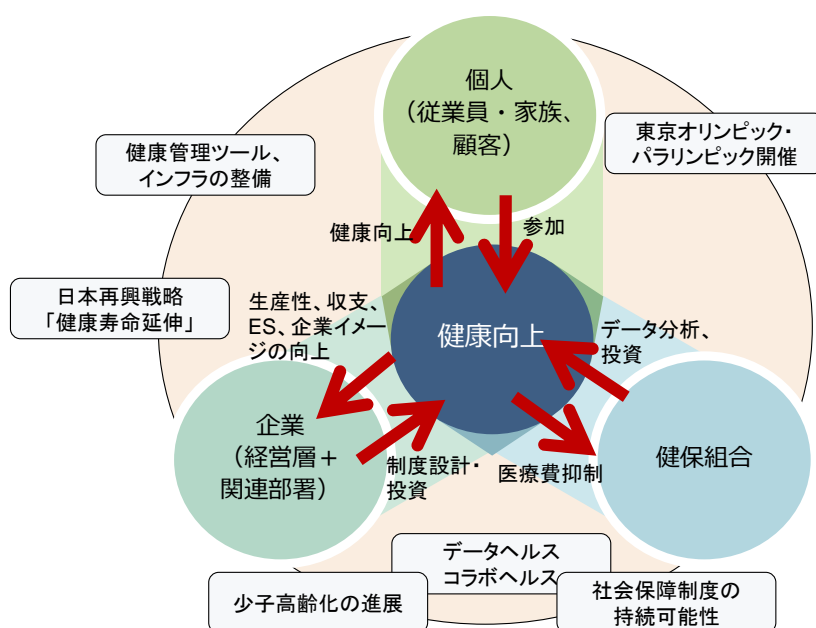 個人
（従業員・家族、
顧客）
健康管理ツール、
インフラの整備
東京オリンピック・
パラリンピック開催
健康向上
参加
日本再興戦略
「健康寿命延伸」
生産性、収支、
ES、企業イメー
ジの向上
健康向上
データ分析、
投資
企業
（経営層＋
関連部署）
制度設計・
投資
医療費抑制
健保組合
データヘルス
コラボヘルス
少子高齢化の進展
社会保障制度の
持続可能性